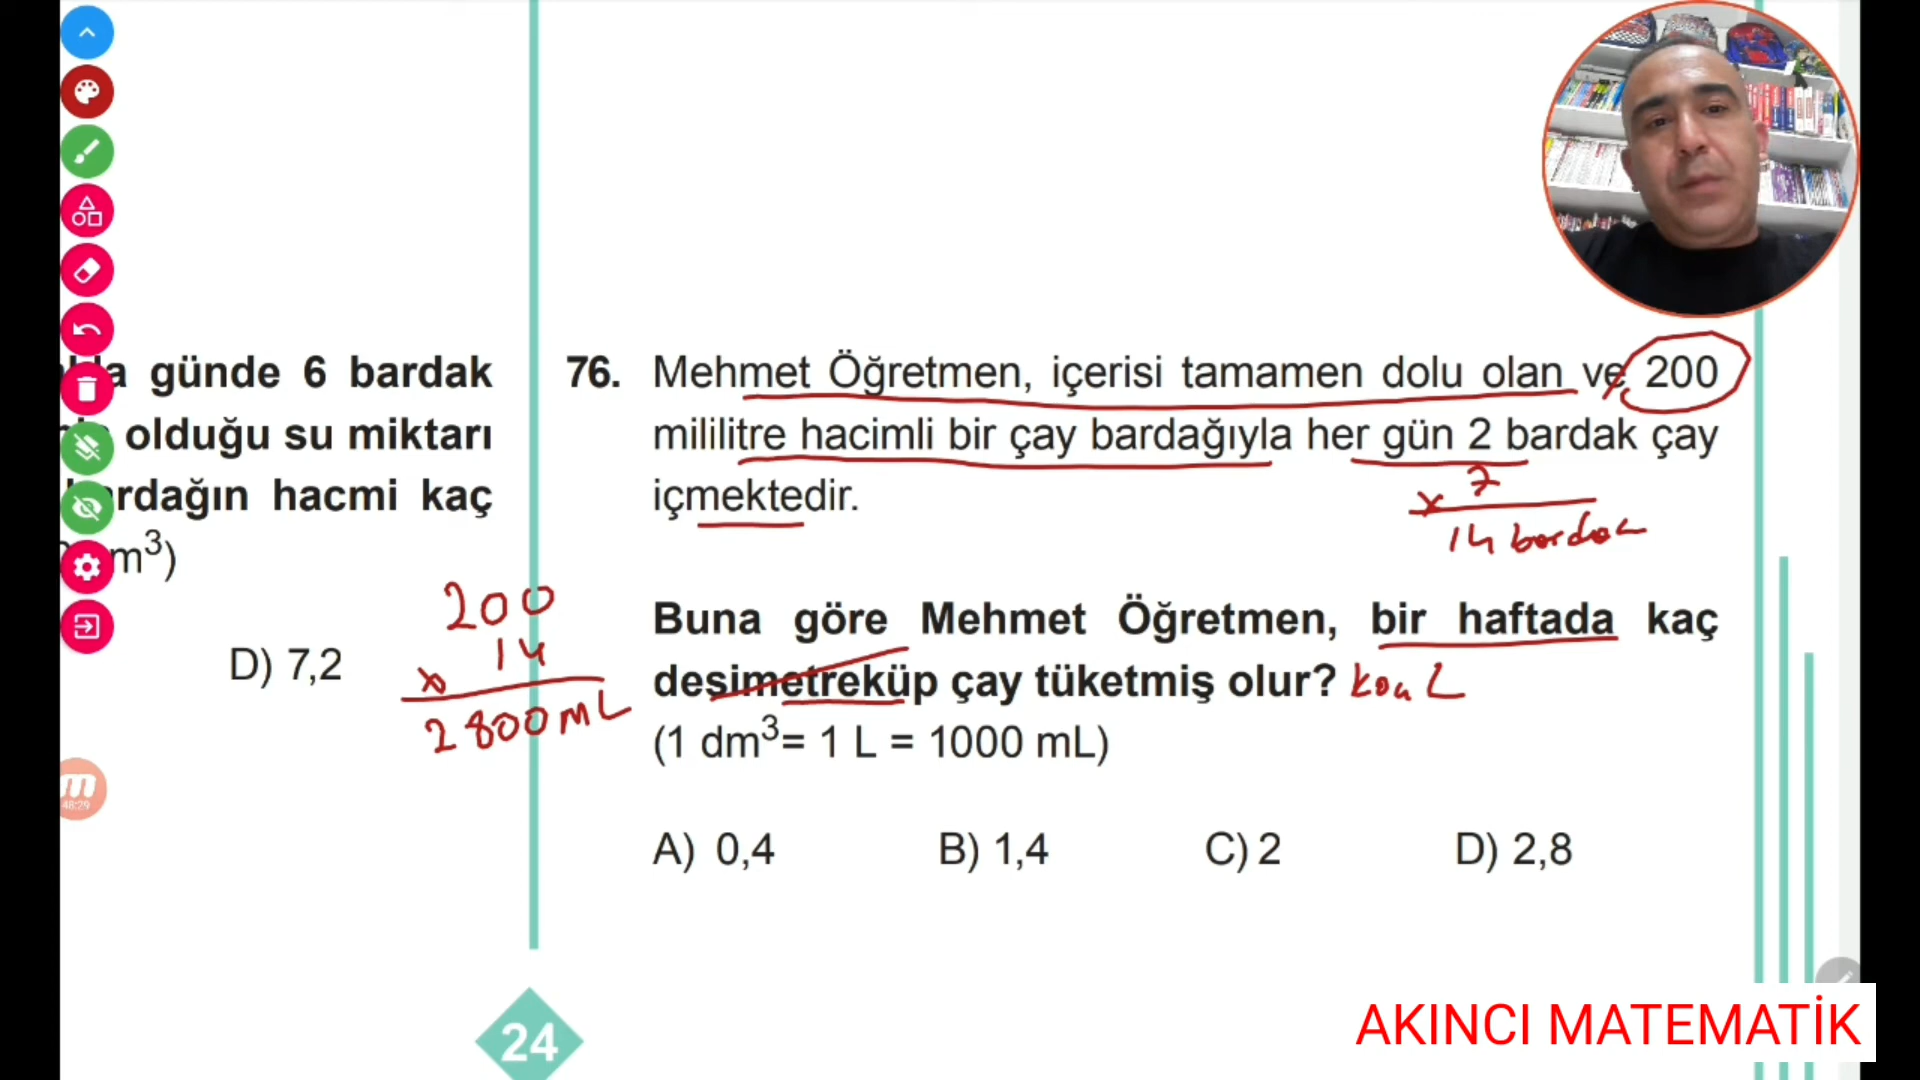 günde 6 bardak
olduğu su miktarı
bardağın hacmi kaç
m³)
D) 7,2
200
x 14
2800 mL
76. Mehmet Öğretmen, içerisi tamamen dolu olan ve 200
mililitre hacimli bir çay bardağıyla her gün 2 bardak çay
içmektedir.
x 7
14 bardak
Buna göre Mehmet Öğretmen, bir haftada kaç
desimetreküp çay tüketmiş olur? kaç L
(1 dm³= 1 L = 1000 mL)
A) 0,4 B) 1,4 C) 2 D) 2,8
24
48:29
AKINCI MATEMATİK